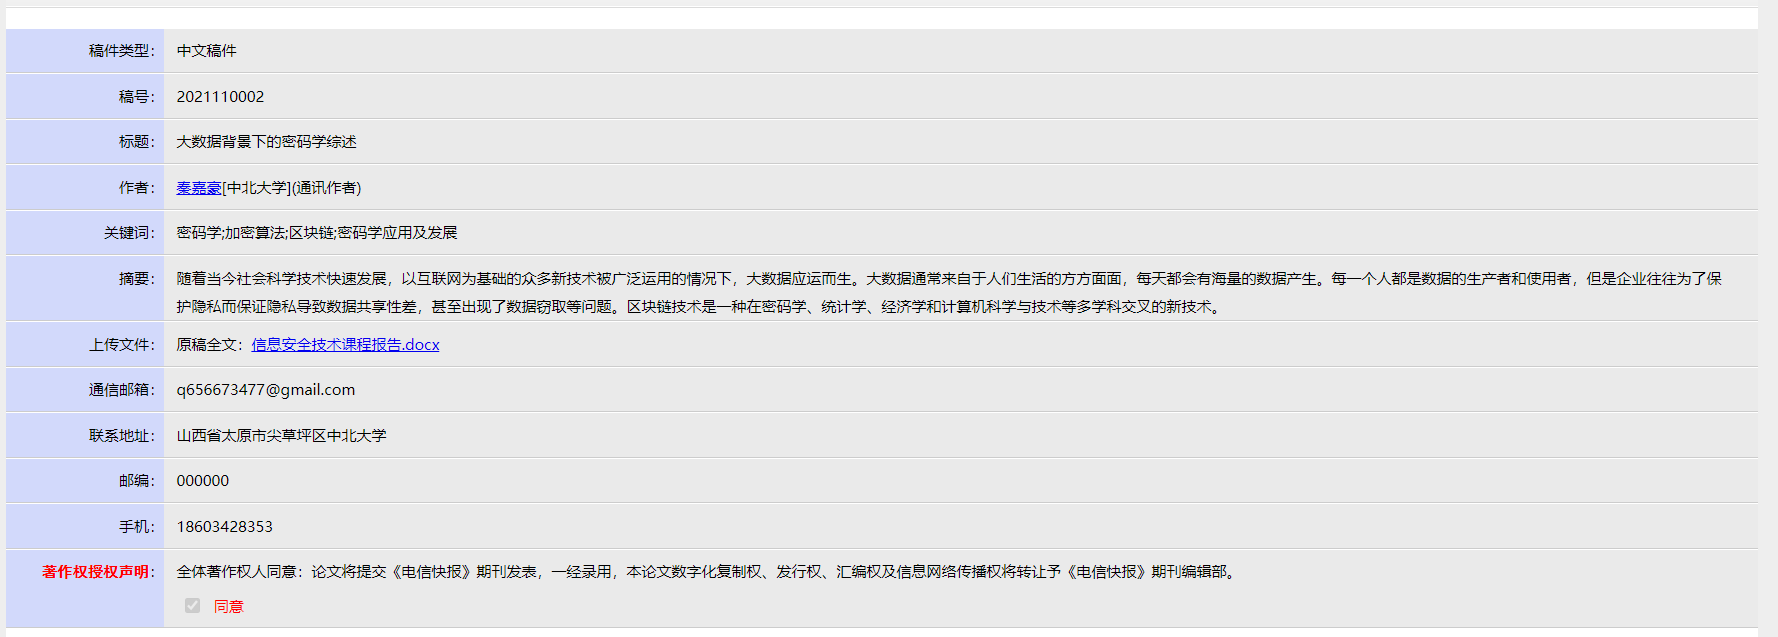 稿件类型： 中文稿件
稿号： 2021110002
标题： 大数据背景下的密码学综述
作者： 秦嘉豪[中北大学](通讯作者)
关键词： 密码学;加密算法;区块链;密码学应用及发展
摘要： 随着当今社会科学技术快速发展，以互联网为基础的众多新技术被广泛运用的情况下，大数据应运而生。大数据通常来自于人们生活的方方面面，每天都会有海量的数据产生。每一个人都是数据的生产者和使用者，但是企业往往为了保
护隐私而保证隐私导致数据共享性差，甚至出现了数据窃取等问题。区块链技术是一种在密码学、统计学、经济学和计算机科学与技术等多学科交叉的新技术。
上传文件： 原稿全文：信息安全技术课程报告.docx
通信邮箱： q656673477@gmail.com
联系地址： 山西省太原市尖草坪区中北大学
邮编： 000000
手机： 18603428353
著作权授权声明： 全体著作权人同意：论文将提交《电信快报》期刊发表，一经录用，本论文数字化复制权、发行权、汇编权及信息网络传播权将转让予《电信快报》期刊编辑部。
同意